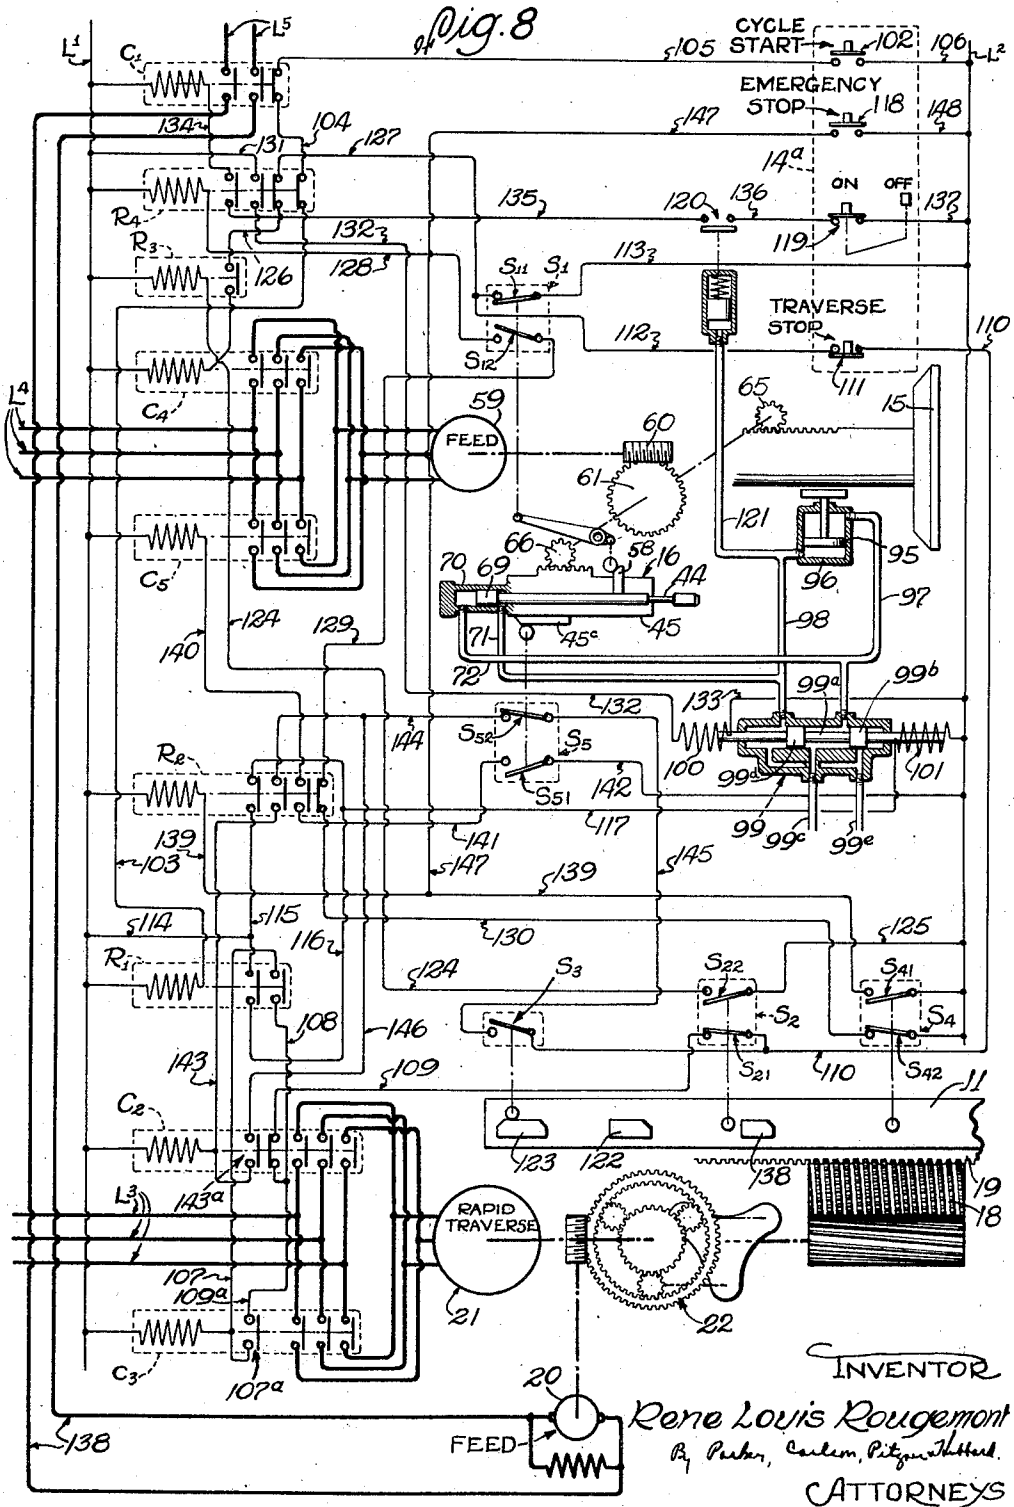 Fig. 8
L1
L5
C1
105
CYCLE
START
102
106
L2
EMERGENCY
STOP
118
134
131
104
127
147
148
14a
R4
135
120
136
ON
OFF
119
137
R3
126
132
128
S11
S1
113
S12
112
TRAVERSE
STOP
111
110
C4
L4
59
FEED
60
65
15
61
121
66
58
16
95
96
C5
70
69
44
97
140
124
129
71
45c
45
98
72
132
133
99a
99b
144
S52
S5
100
101
R2
99d
S51
142
99
99c
99e
139
141
117
103
147
145
114
115
139
116
130
125
R1
124
S3
S22
S41
S2
S4
108
146
S21
110
S42
143
109
11
C2
123
122
138
143a
L3
19
18
RAPID
TRAVERSE
107
109a
21
22
C3
107a
20
138
FEED
INVENTOR
Rene Louis Rougemont
By Parker, Carlson, Pitzner & Hubbard.
ATTORNEYS